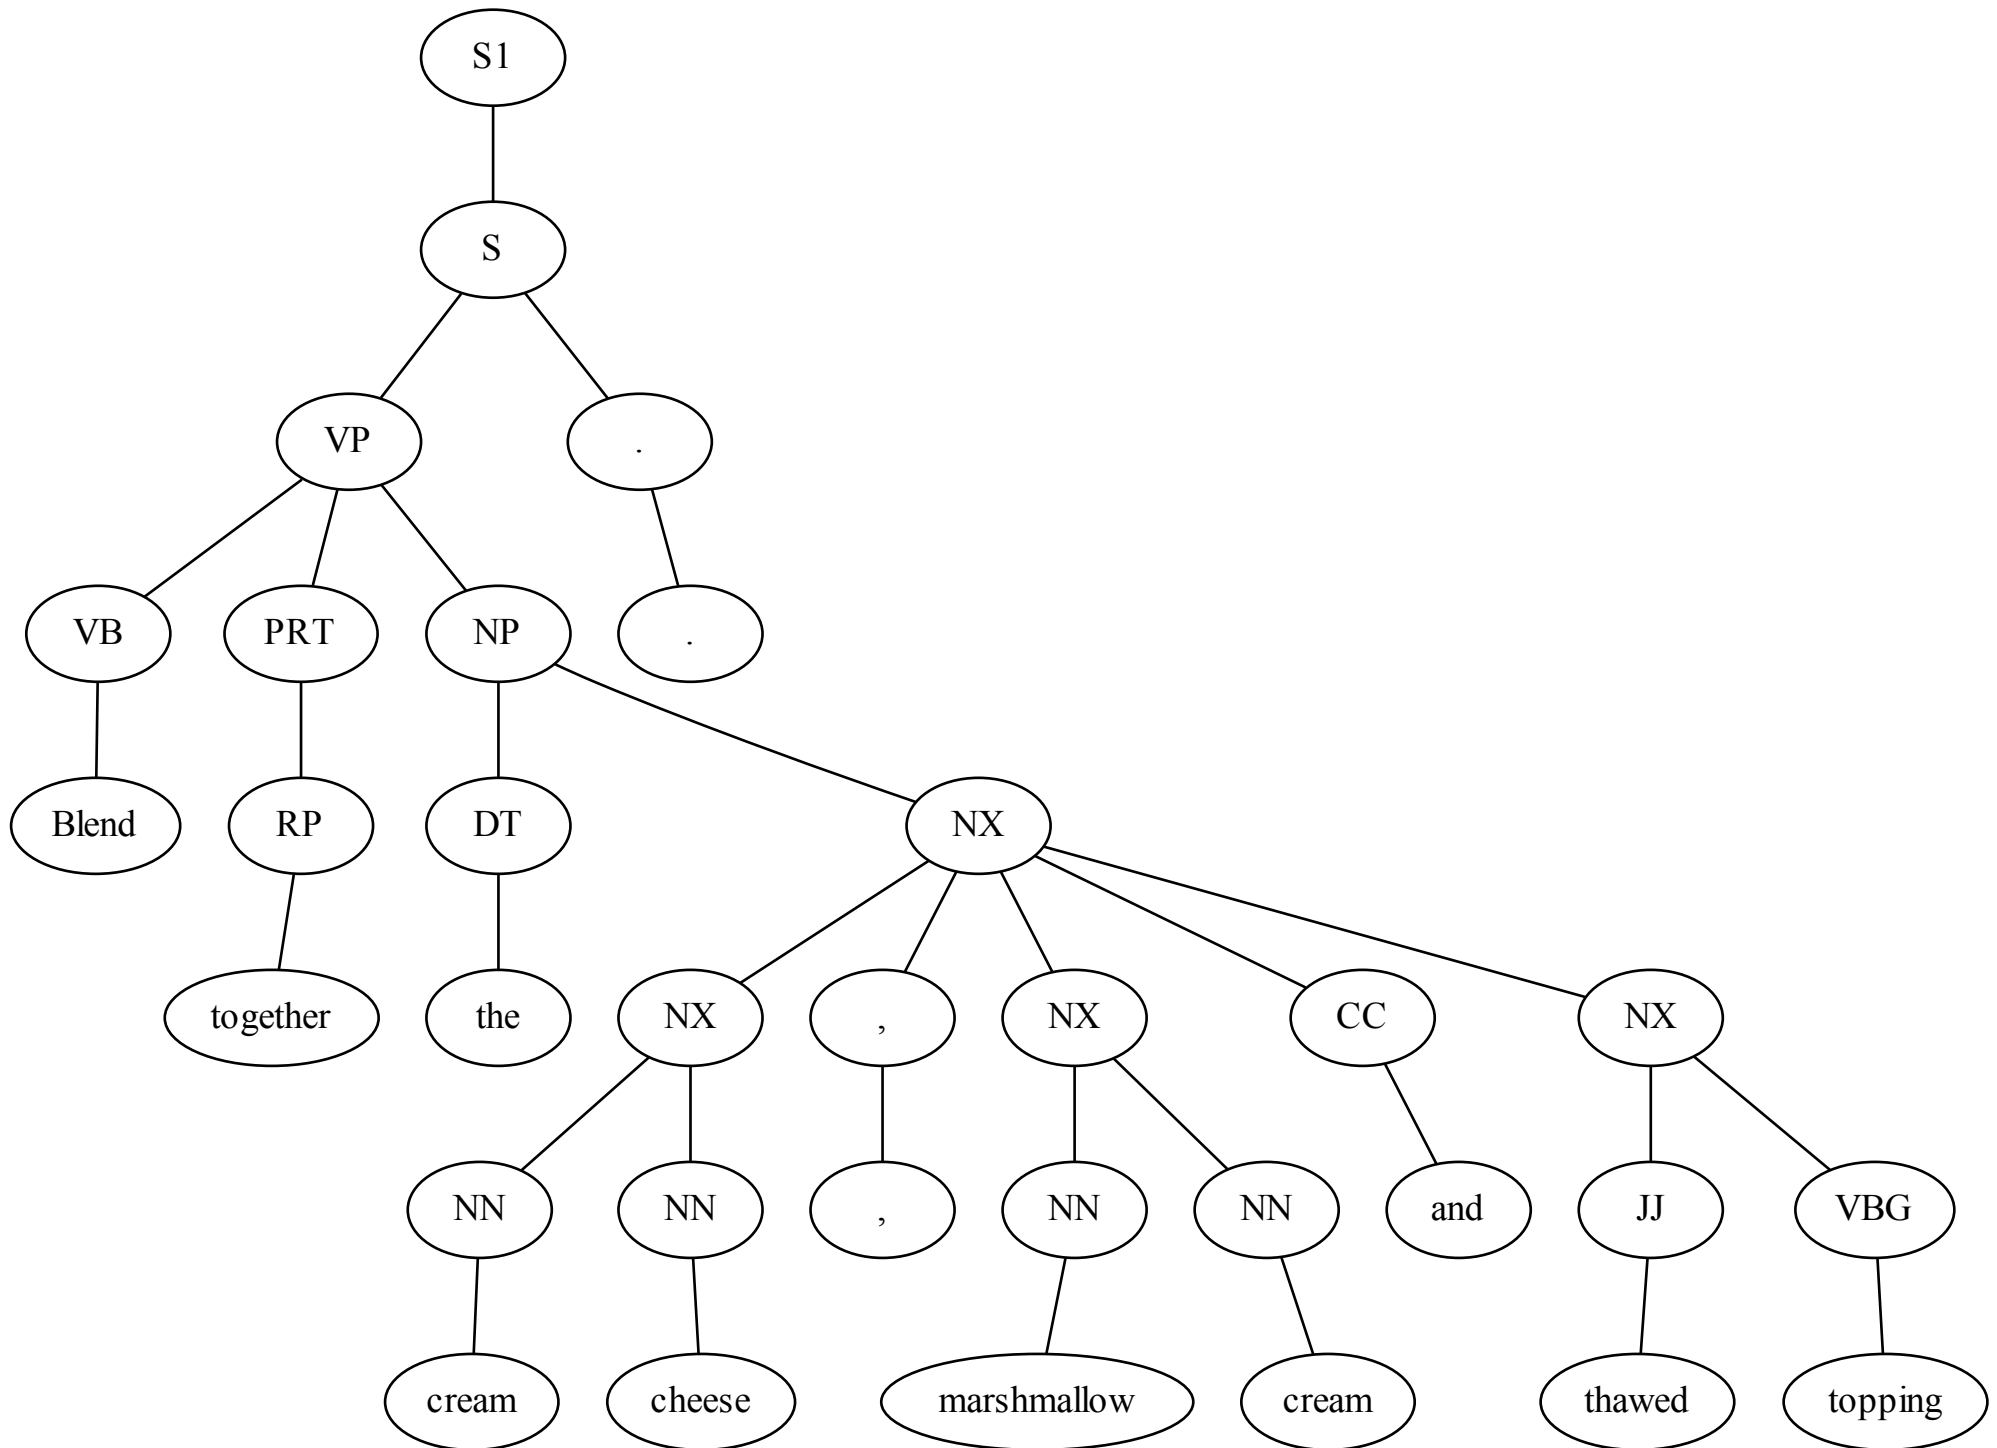 S1
S
VP .
VB PRT NP .
Blend RP DT NX
together the NX , NX CC NX
NN NN , NN NN and JJ VBG
cream cheese marshmallow cream thawed topping